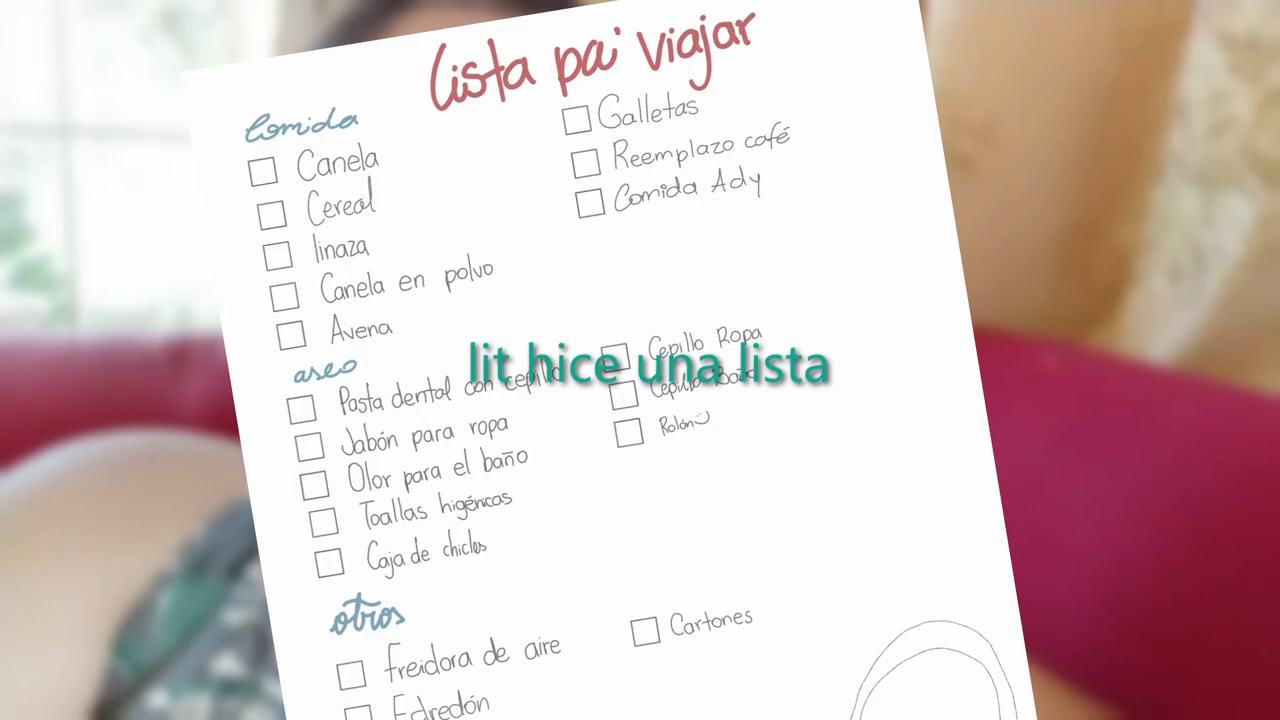 lista pa' viajar
Comida
Canela
Cereal
linaza
Canela en polvo
Avena
Galletas
Reemplazo café
Comida Ady
aseo
Pasta dental con cepillo
Jabón para ropa
Olor para el baño
Toallas higénicas
Caja de chicles
Cepillo Ropa
Cepillo Baño
Rolón
lit hice una lista
otros
freidora de aire
Edredón
Cartones